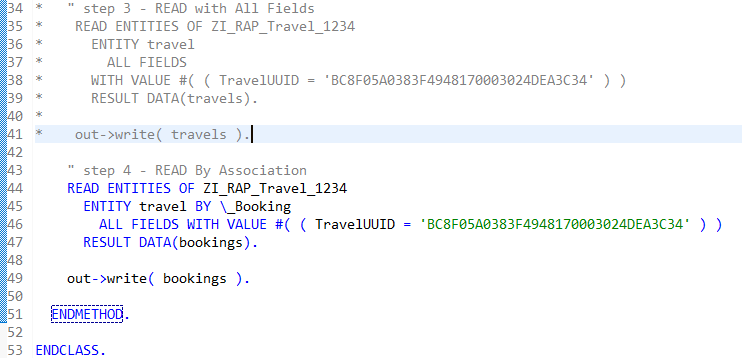 34 *   " step 3 - READ with All Fields
35 *    READ ENTITIES OF ZI_RAP_Travel_1234
36 *      ENTITY travel
37 *        ALL FIELDS
38 *      WITH VALUE #( ( TravelUUID = 'BC8F05A0383F4948170003024DEA3C34' ) )
39 *      RESULT DATA(travels).
40 *
41 *    out->write( travels ).
42
43     " step 4 - READ By Association
44     READ ENTITIES OF ZI_RAP_Travel_1234
45       ENTITY travel BY \_Booking
46         ALL FIELDS WITH VALUE #( ( TravelUUID = 'BC8F05A0383F4948170003024DEA3C34' ) )
47       RESULT DATA(bookings).
48
49     out->write( bookings ).
50
51   ENDMETHOD.
52
53 ENDCLASS.